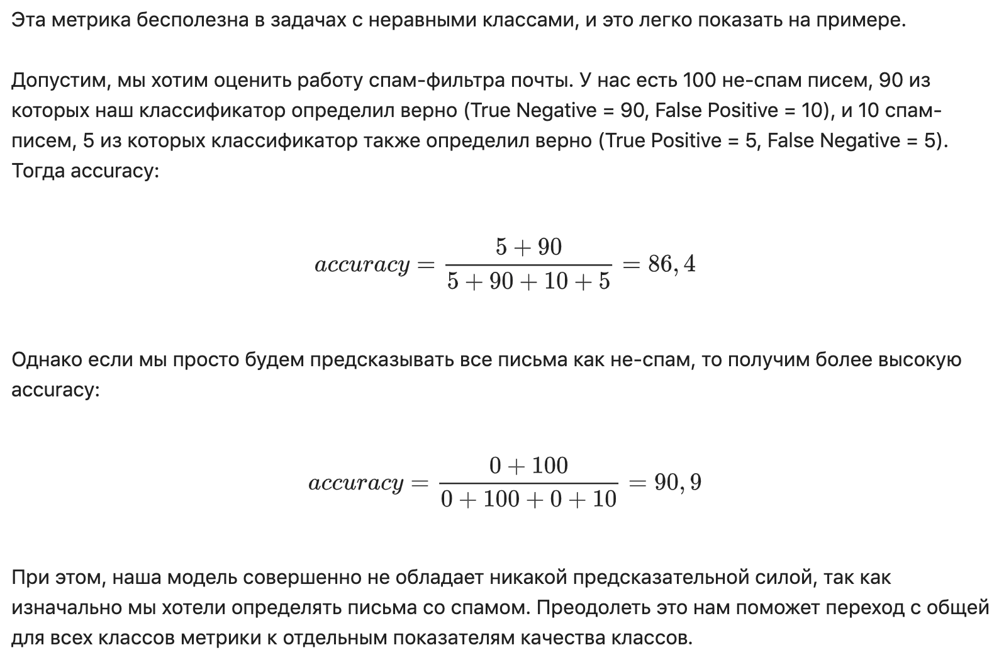 Эта метрика бесполезна в задачах с неравными классами, и это легко показать на примере.
Допустим, мы хотим оценить работу спам-фильтра почты. У нас есть 100 не-спам писем, 90 из
которых наш классификатор определил верно (True Negative = 90, False Positive = 10), и 10 спам-
писем, 5 из которых классификатор также определил верно (True Positive = 5, False Negative = 5).
Тогда accuracy:
accuracy = (5 + 90) / (5 + 90 + 10 + 5) = 86,4
Однако если мы просто будем предсказывать все письма как не-спам, то получим более высокую
accuracy:
accuracy = (0 + 100) / (0 + 100 + 0 + 10) = 90,9
При этом, наша модель совершенно не обладает никакой предсказательной силой, так как
изначально мы хотели определять письма со спамом. Преодолеть это нам поможет переход с общей
для всех классов метрики к отдельным показателям качества классов.